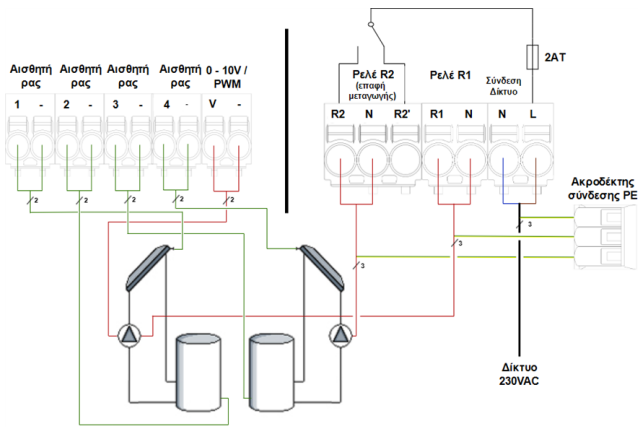 2AT
Αισθητή
ρας
Αισθητή
ρας
Αισθητή
ρας
Αισθητή
ρας
0 - 10V /
PWM
Ρελέ R2
(επαφή
μεταγωγής)
Ρελέ R1
Σύνδεση
Δίκτυο
1 - 2 - 3 - 4 - V -
R2 N R2' R1 N N L
Ακροδέκτης
σύνδεσης PE
2 2 2 2 2
3
3
3
Δίκτυο
230VAC